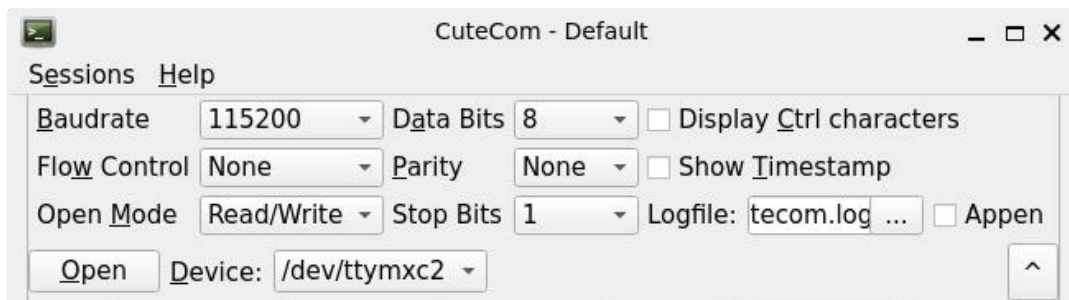 CuteCom - Default
Sessions Help
Baudrate 115200 Data Bits 8 Display Ctrl characters
Flow Control None Parity None Show Timestamp
Open Mode Read/Write Stop Bits 1 Logfile: tecom.log ... Appen
Open Device: /dev/ttymxc2